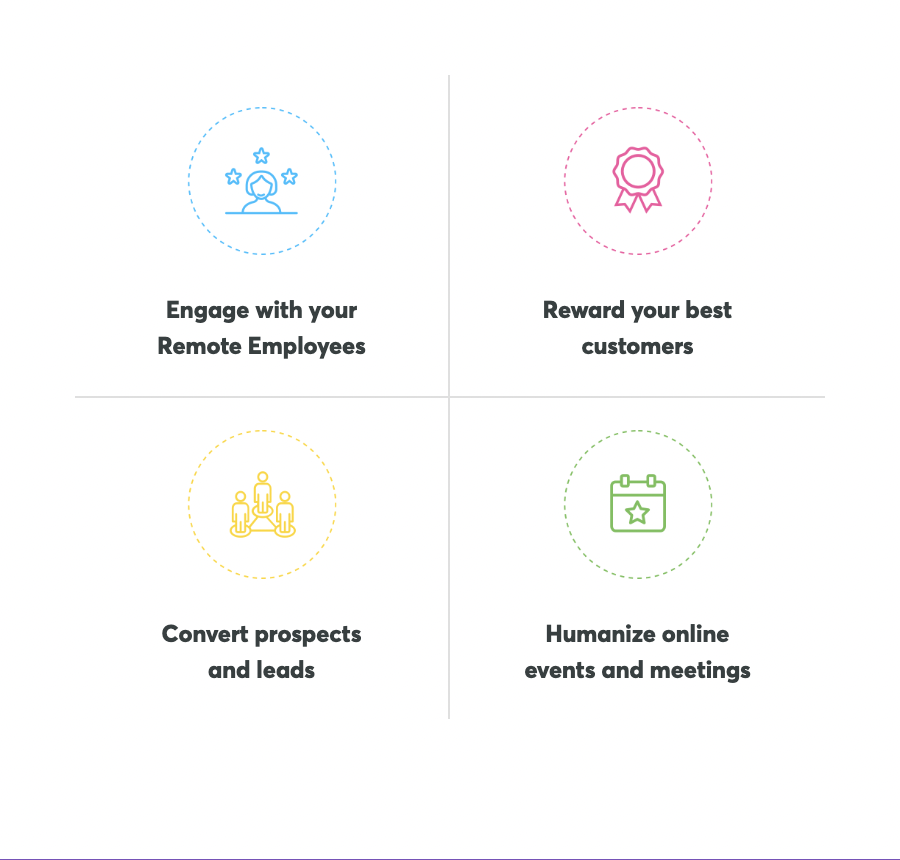 Engage with your
Remote Employees
Reward your best
customers
Convert prospects
and leads
Humanize online
events and meetings